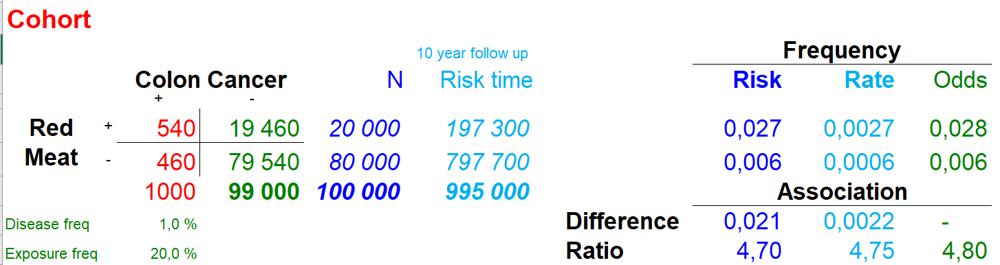 Cohort
10 year follow up
Frequency
Colon Cancer N Risk time Risk Rate Odds
+ -
Red + 540 19 460 20 000 197 300 0,027 0,0027 0,028
Meat - 460 79 540 80 000 797 700 0,006 0,0006 0,006
1000 99 000 100 000 995 000 Association
Disease freq 1,0 % Difference 0,021 0,0022 -
Exposure freq 20,0 % Ratio 4,70 4,75 4,80